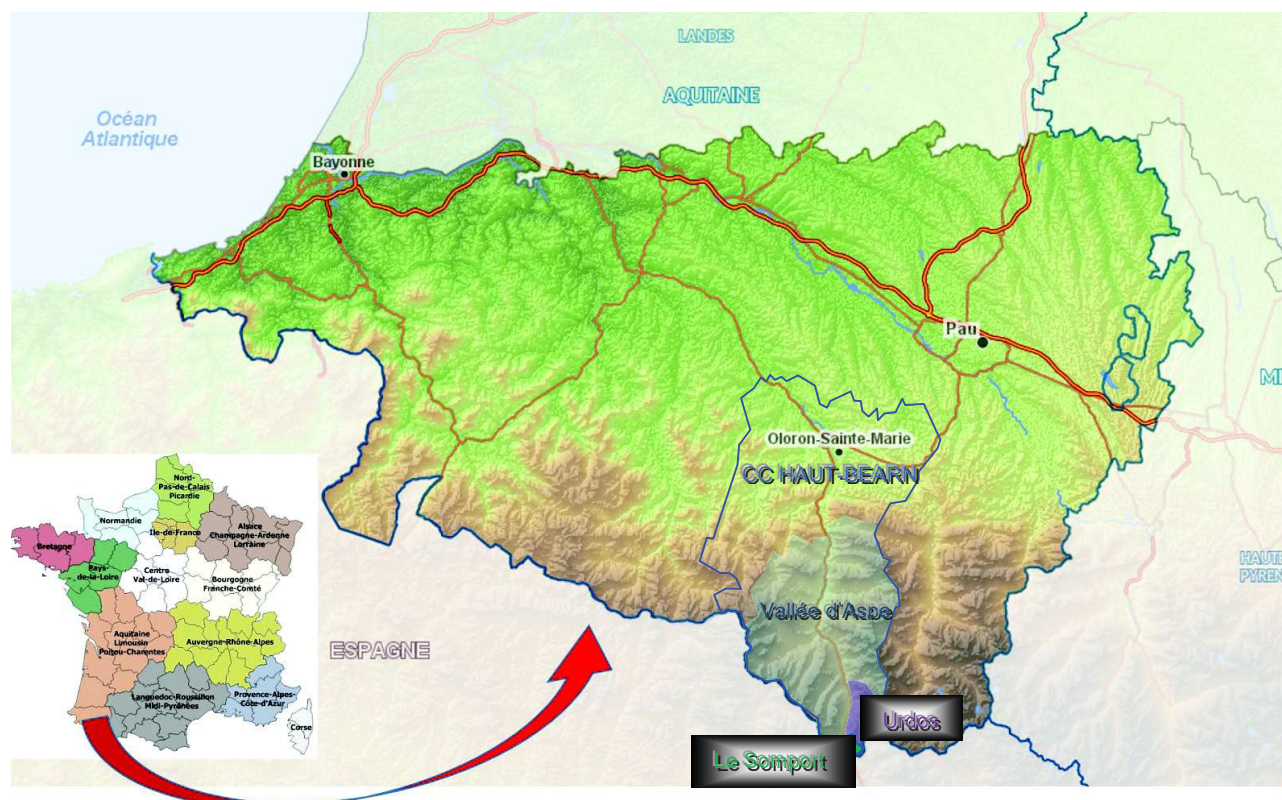 LANDES
AQUITAINE
Océan
Atlantique
Bayonne
Pau
Oloron-Sainte-Marie
CC HAUT-BEARN
Vallée d'Aspe
HAUTE
PYREN
ESPAGNE
Urdos
Le Somport
Nord-
Pas-de-Calais
Picardie
Normandie
Ile-de-France
Alsace
Champagne-Ardenne
Lorraine
Bretagne
Pays-
de-la-Loire
Centre
Val-de-Loire
Bourgogne
Franche-Comté
Aquitaine
Limousin
Poitou-Charentes
Auvergne-Rhône-Alpes
Languedoc-Roussillon
Midi-Pyrénées
Provence-Alpes-
Côte-d'Azur
Corse